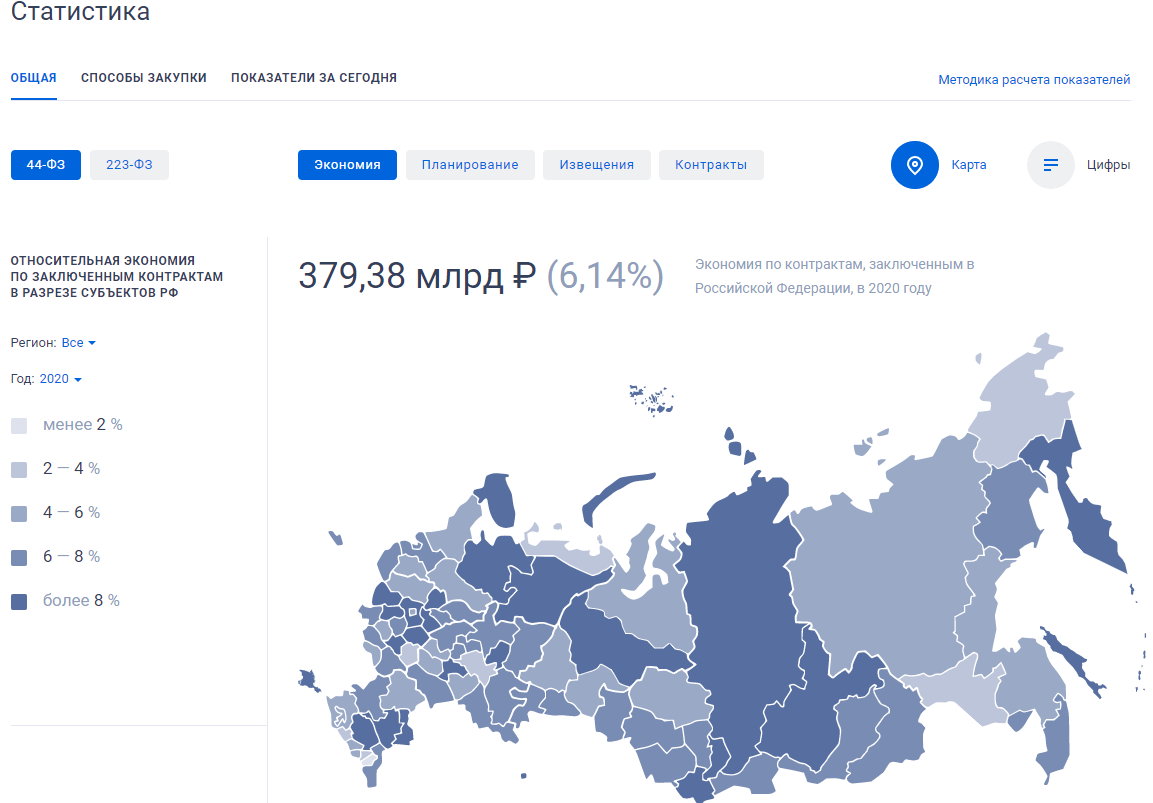 Статистика
ОБЩАЯ СПОСОБЫ ЗАКУПКИ ПОКАЗАТЕЛИ ЗА СЕГОДНЯ
Методика расчета показателей
44-ФЗ 223-ФЗ
Экономия Планирование Извещения Контракты
Карта Цифры
ОТНОСИТЕЛЬНАЯ ЭКОНОМИЯ
ПО ЗАКЛЮЧЕННЫМ КОНТРАКТАМ
В РАЗРЕЗЕ СУБЪЕКТОВ РФ
Регион: Все
Год: 2020
менее 2 %
2 — 4 %
4 — 6 %
6 — 8 %
более 8 %
379,38 млрд ₽ (6,14%)
Экономия по контрактам, заключенным в
Российской Федерации, в 2020 году